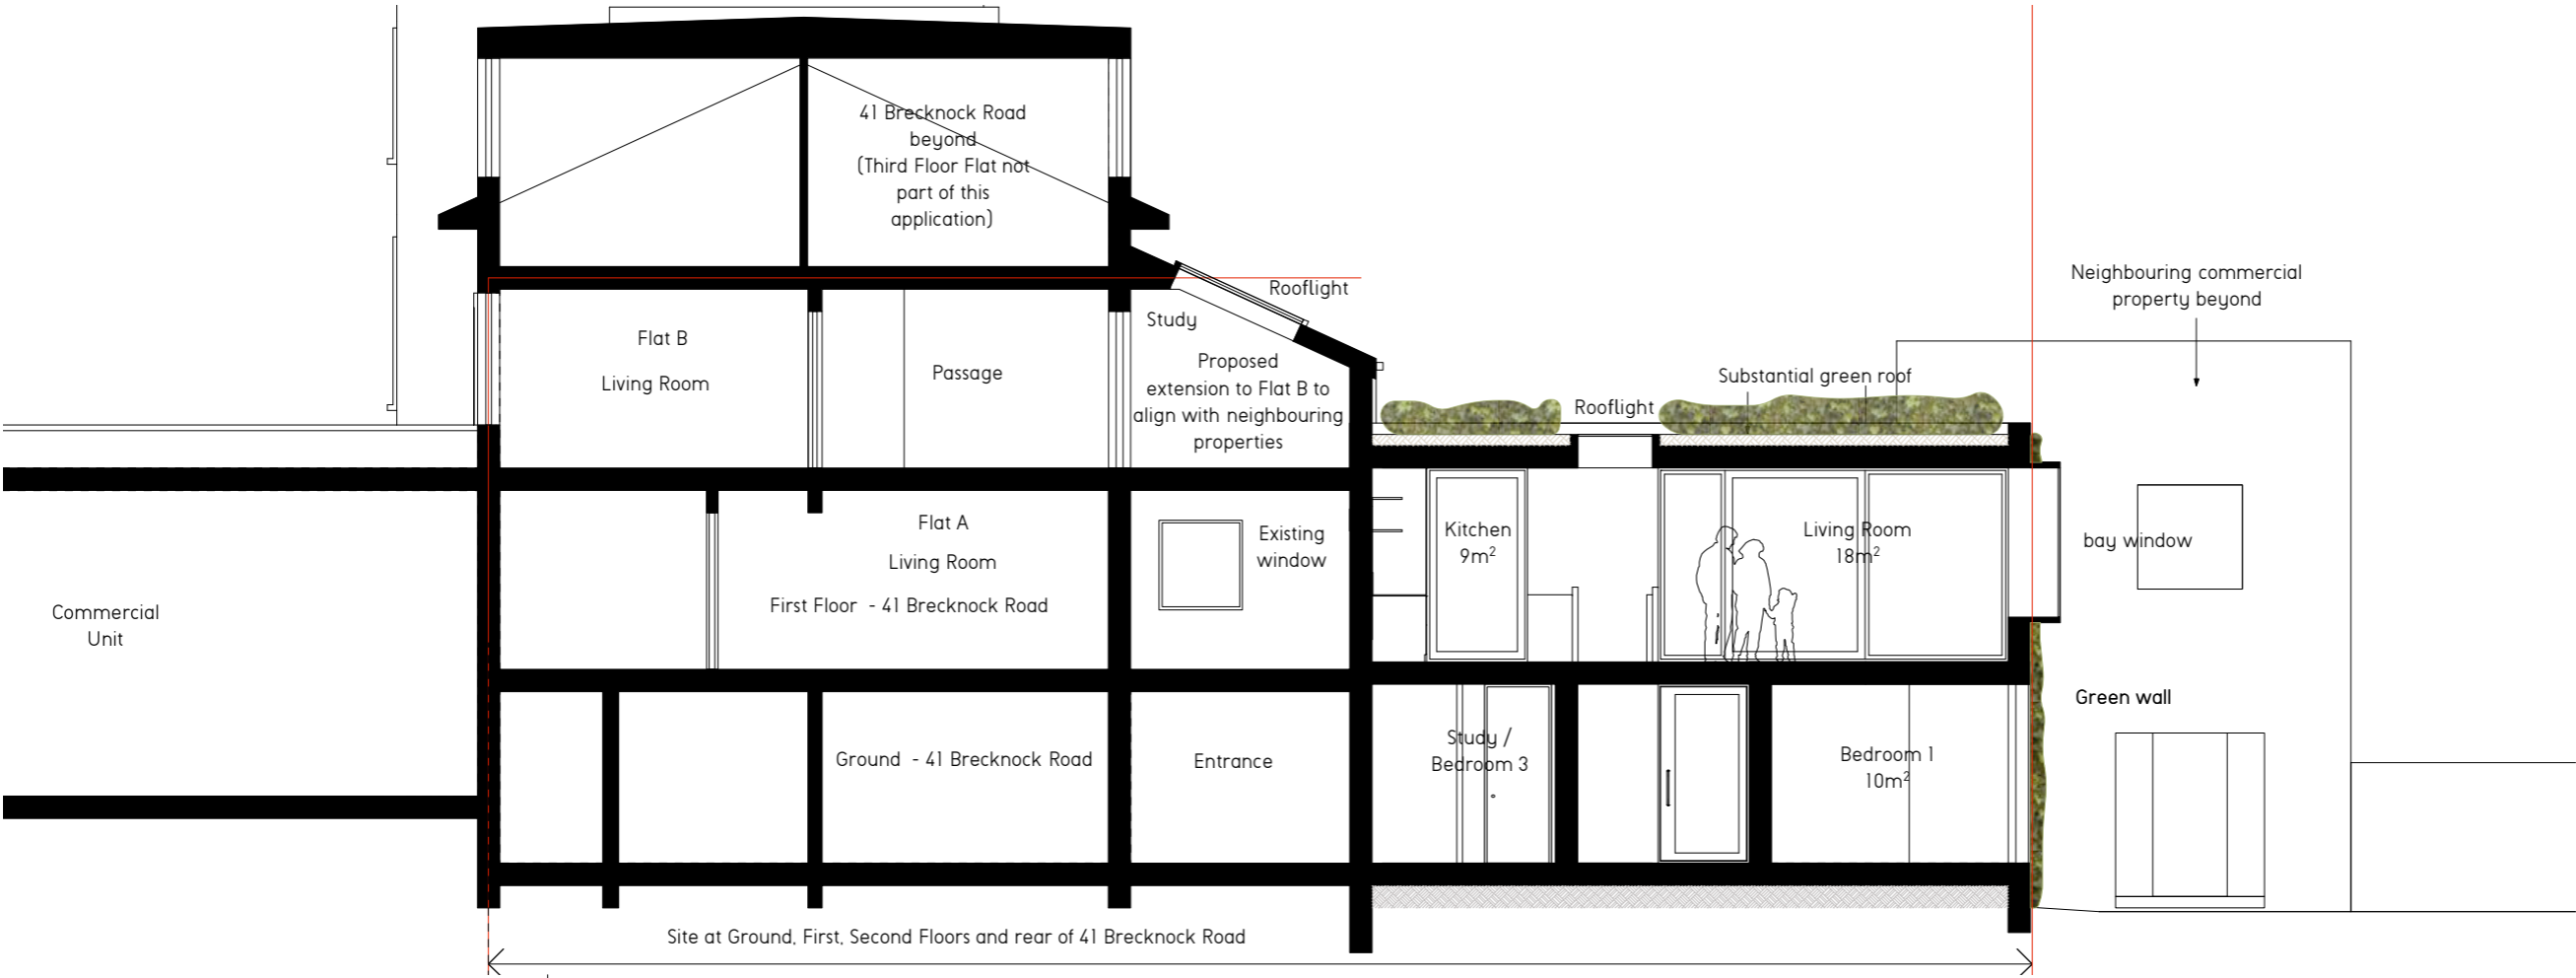 41 Brecknock Road
beyond
(Third Floor Flat not
part of this
application)
Rooflight
Study
Flat B
Living Room
Passage
Proposed
extension to Flat B to
align with neighbouring
properties
Neighbouring commercial
property beyond
Substantial green roof
Rooflight
Commercial
Unit
Flat A
Living Room
First Floor - 41 Brecknock Road
Existing
window
Kitchen
9m²
Living Room
18m²
bay window
Green wall
Ground - 41 Brecknock Road
Entrance
Study /
Bedroom 3
Bedroom 1
10m²
Site at Ground, First, Second Floors and rear of 41 Brecknock Road